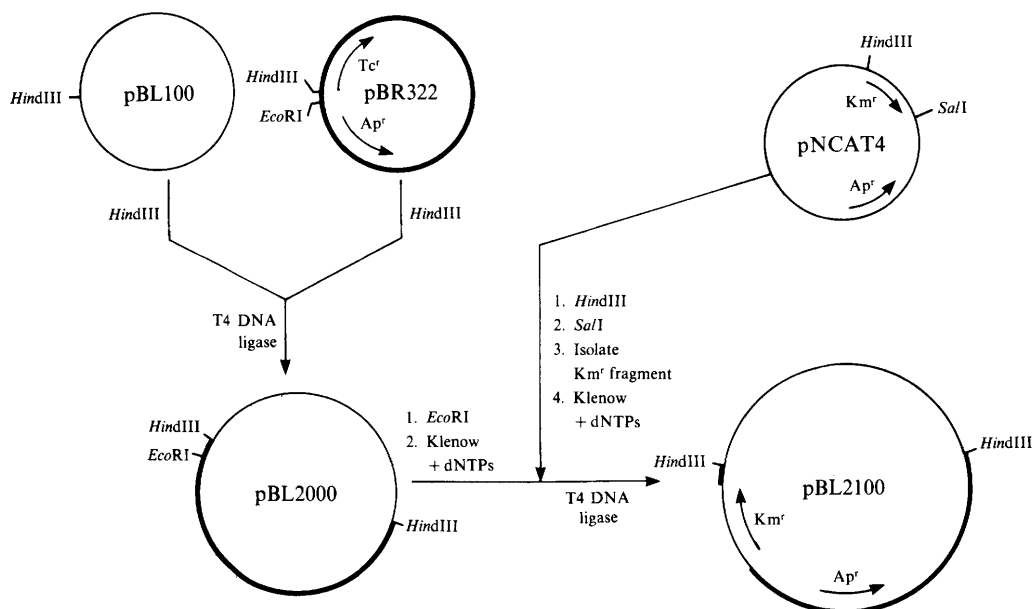 HindIII
pBL100
HindIII
EcoRI
Tcʳ
pBR322
Apʳ
HindIII
Kmʳ
SalI
pNCAT4
Apʳ
HindIII
HindIII
T4 DNA
ligase
1. HindIII
2. SalI
3. Isolate
Kmʳ fragment
4. Klenow
+ dNTPs
HindIII
EcoRI
pBL2000
HindIII
1. EcoRI
2. Klenow
+ dNTPs
T4 DNA
ligase
HindIII
HindIII
pBL2100
Kmʳ
Apʳ